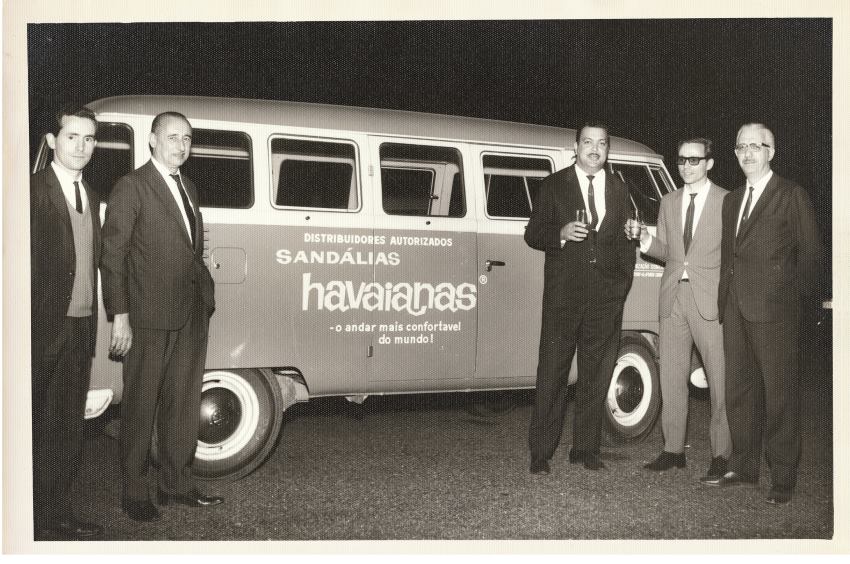 DISTRIBUIDORES AUTORIZADOS
SANDÁLIAS
havaianas®
- o andar mais confortavel
do mundo!